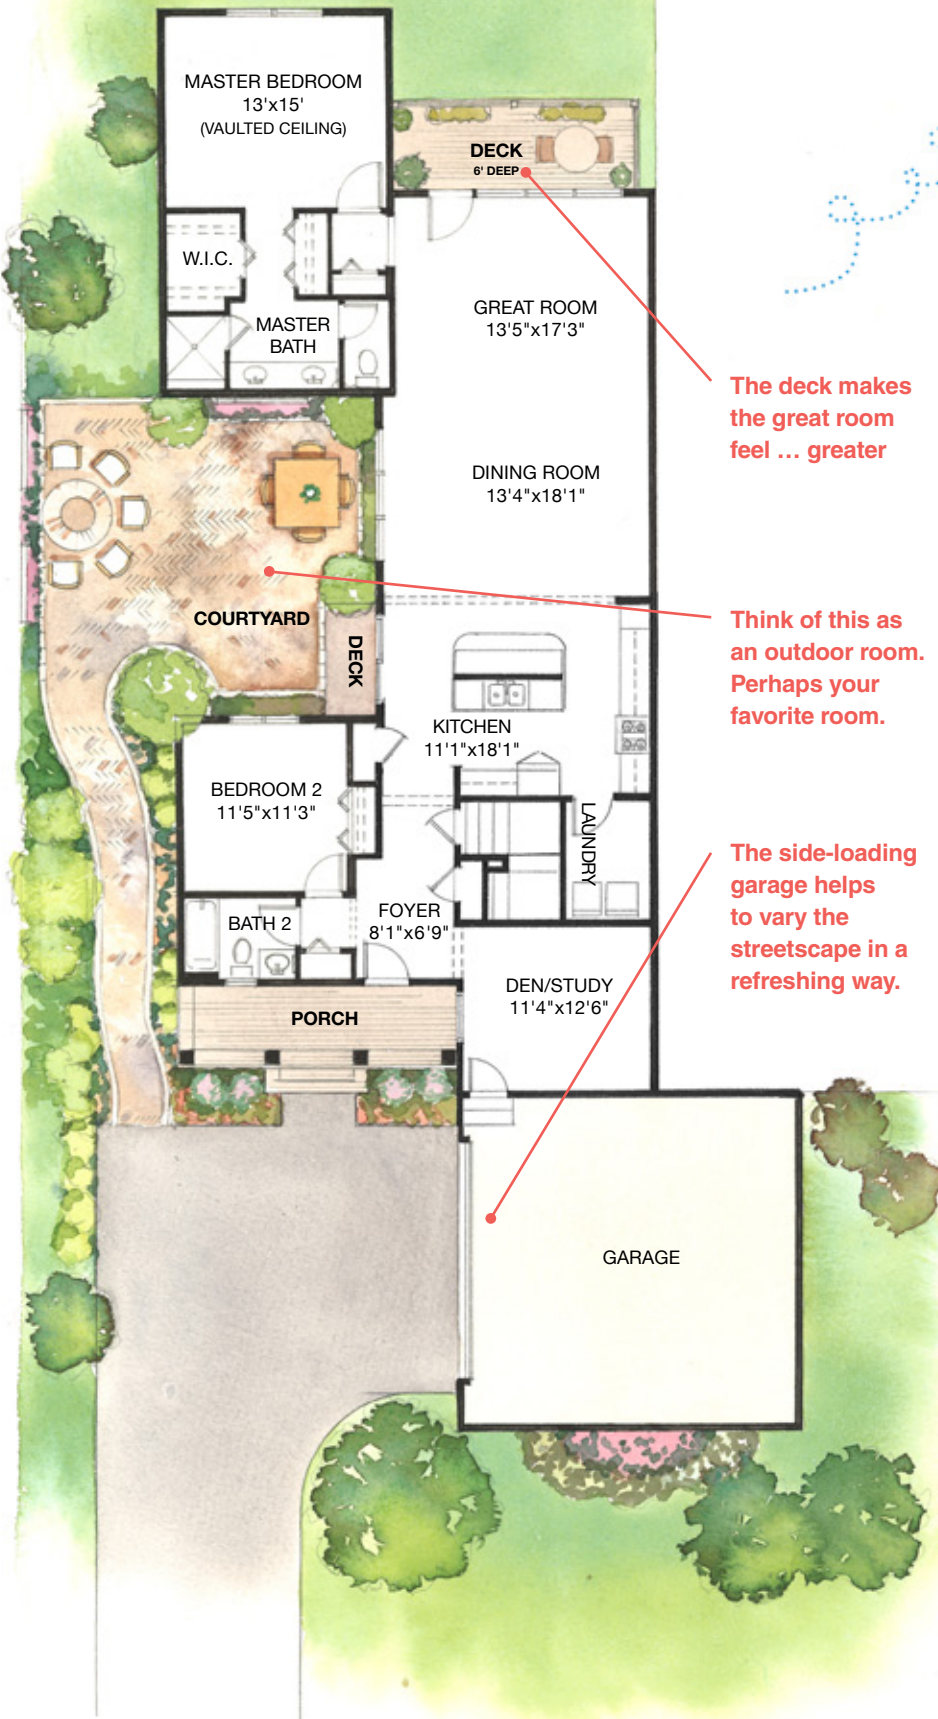 MASTER BEDROOM
13'x15'
(VAULTED CEILING)
DECK
6' DEEP
W.I.C.
MASTER
BATH
GREAT ROOM
13'5"x17'3"
The deck makes
the great room
feel ... greater
DINING ROOM
13'4"x18'1"
COURTYARD
DECK
Think of this as
an outdoor room.
Perhaps your
favorite room.
KITCHEN
11'1"x18'1"
BEDROOM 2
11'5"x11'3"
LAUNDRY
The side-loading
garage helps
to vary the
streetscape in a
refreshing way.
BATH 2
FOYER
8'1"x6'9"
DEN/STUDY
11'4"x12'6"
PORCH
GARAGE